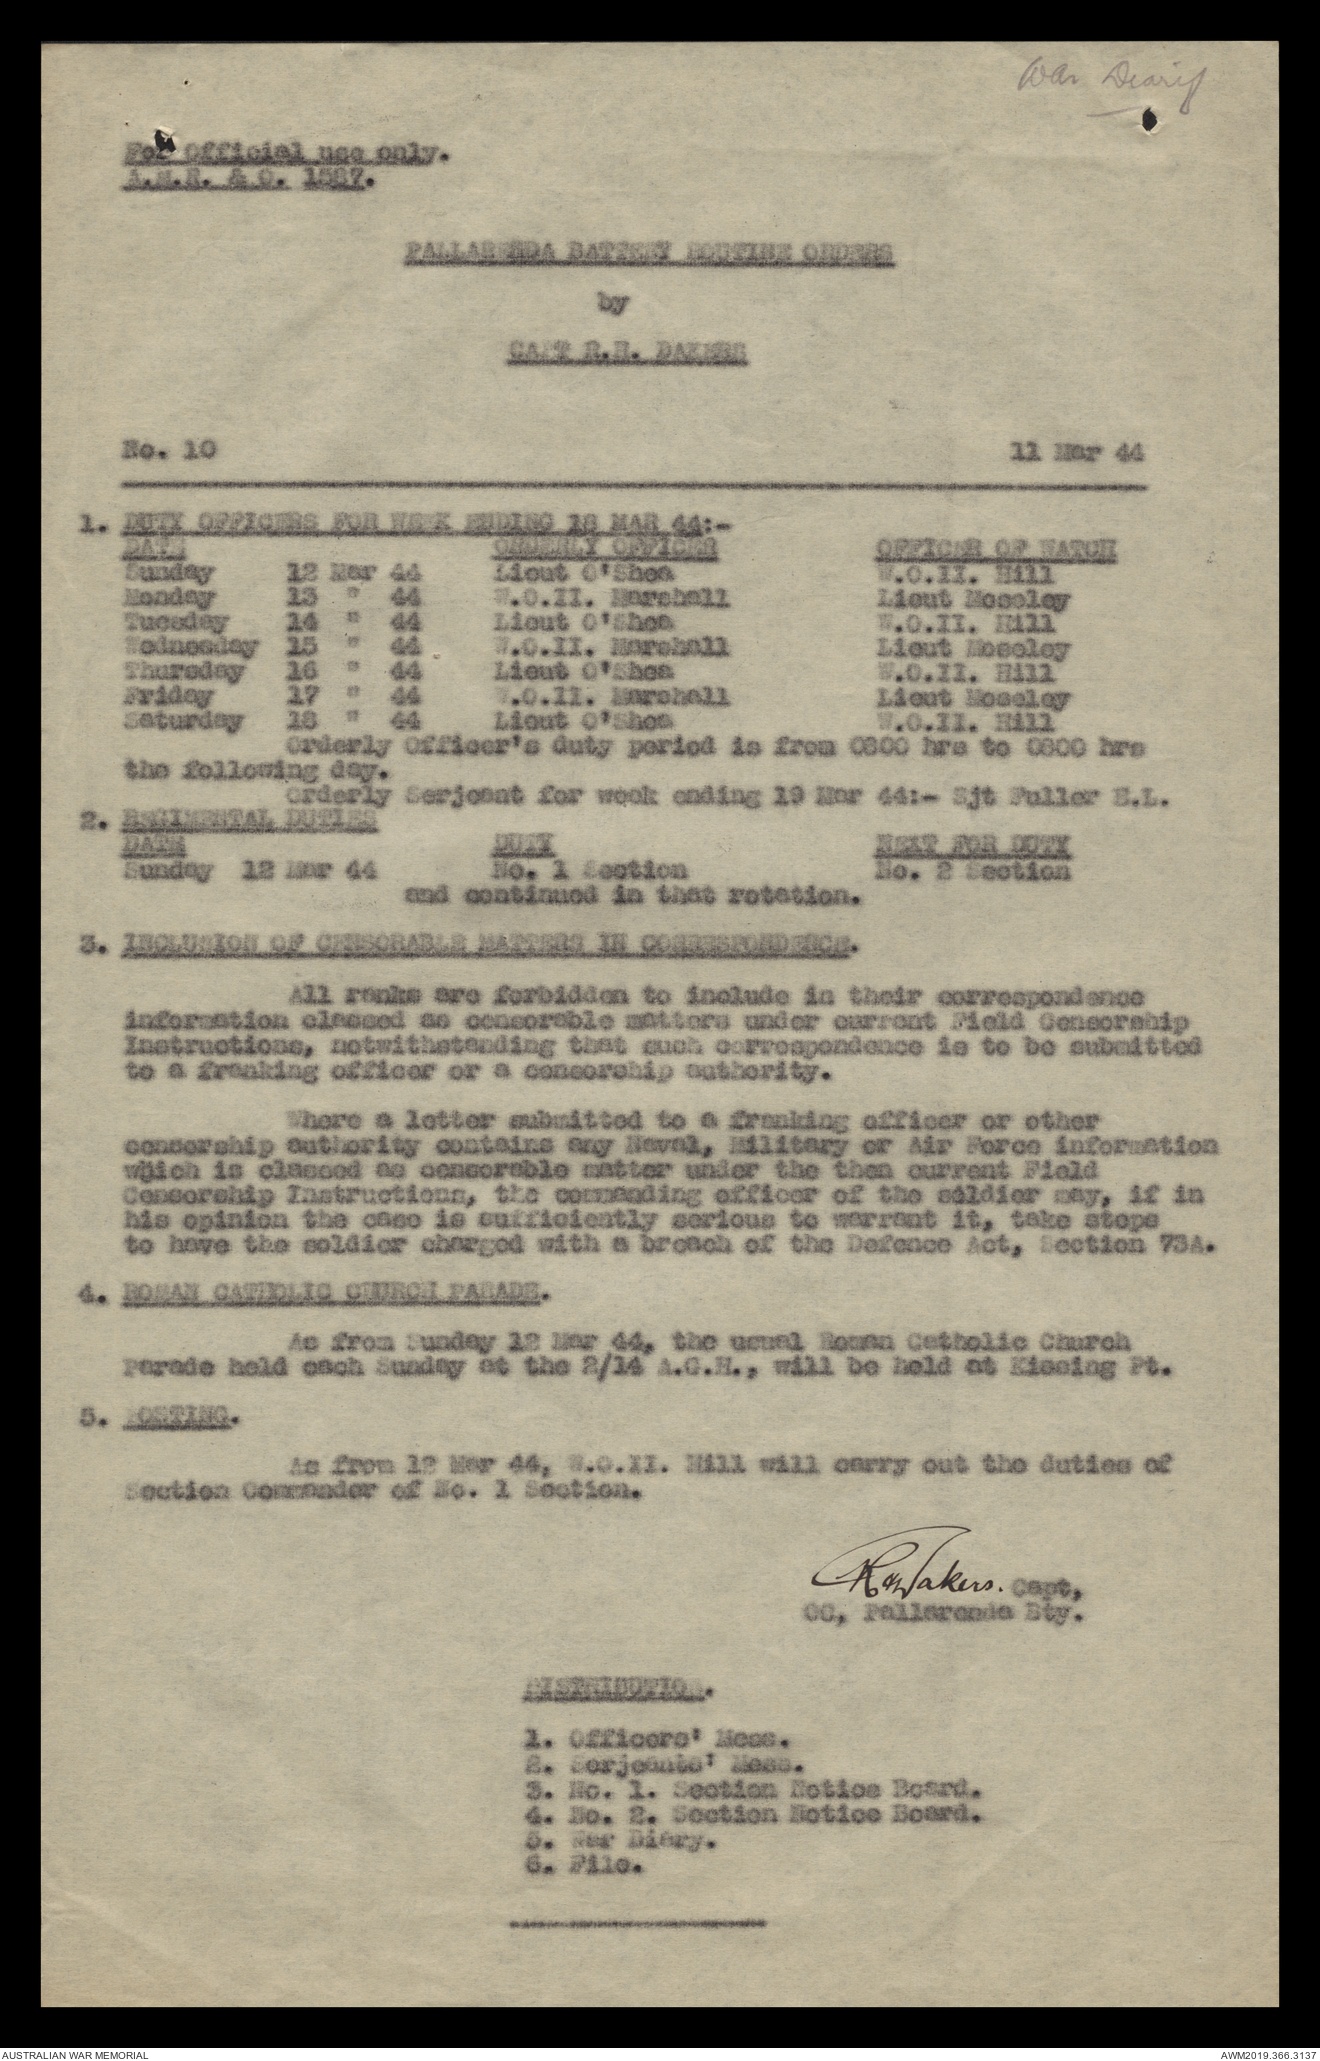 War Deary
For Official use only.
A.M.R. & O. 1587.
PALLARENDA BATTERY ROUTINE ORDERS
by
CAPT R.H. DAKERS
No. 10 11 Mar 44
1. DUTY OFFICERS FOR WEEK ENDING 18 MAR 44:-
DATE ORDERLY OFFICER OFFICER OF WATCH
Sunday 12 Mar 44 Lieut O'Shea W.O.II. Hill
Monday 13 " 44 W.O.II. Marshall Lieut Moseley
Tuesday 14 " 44 Lieut O'Shea W.O.II. Hill
Wednesday 15 " 44 W.O.II. Marshall Lieut Moseley
Thursday 16 " 44 Lieut O'Shea W.O.II. Hill
Friday 17 " 44 W.O.II. Marshall Lieut Moseley
Saturday 18 " 44 Lieut O'Shea W.O.II. Hill
Orderly Officer's duty period is from 0800 hrs to 0800 hrs
the following day.
Orderly Serjeant for week ending 19 Mar 44:- Sjt Fuller E.L.
2. REGIMENTAL DUTIES
DATE DUTY NEXT FOR DUTY
Sunday 12 Mar 44 No. 1 Section No. 2 Section
and continued in that rotation.
3. INCLUSION OF CENSORABLE MATTERS IN CORRESPONDENCE.
All ranks are forbidden to include in their correspondence
information classed as censorable matters under current Field Censorship
Instructions, notwithstanding that such correspondence is to be submitted
to a franking officer or a censorship authority.
Where a letter submitted to a franking officer or other
censorship authority contains any Naval, Military or Air Force information
which is classed as censorable matter under the then current Field
Censorship Instructions, the commanding officer of the soldier may, if in
his opinion the case is sufficiently serious to warrant it, take steps
to have the soldier charged with a breach of the Defence Act, Section 73A.
4. ROMAN CATHOLIC CHURCH PARADE.
As from Sunday 12 Mar 44, the usual Roman Catholic Church
Parade held each Sunday at the 2/14 A.G.H., will be held at Kissing Pt.
5. POSTING.
As from 12 Mar 44, W.O.II. Hill will carry out the duties of
Section Commander of No. 1 Section.
RHDakers. Capt,
OC, Pallarenda Bty.
DISTRIBUTION.
1. Officers' Mess.
2. Serjeants' Mess.
3. No. 1. Section Notice Board.
4. No. 2. Section Notice Board.
5. War Diary.
6. File.
AUSTRALIAN WAR MEMORIAL AWM2019.366.3137